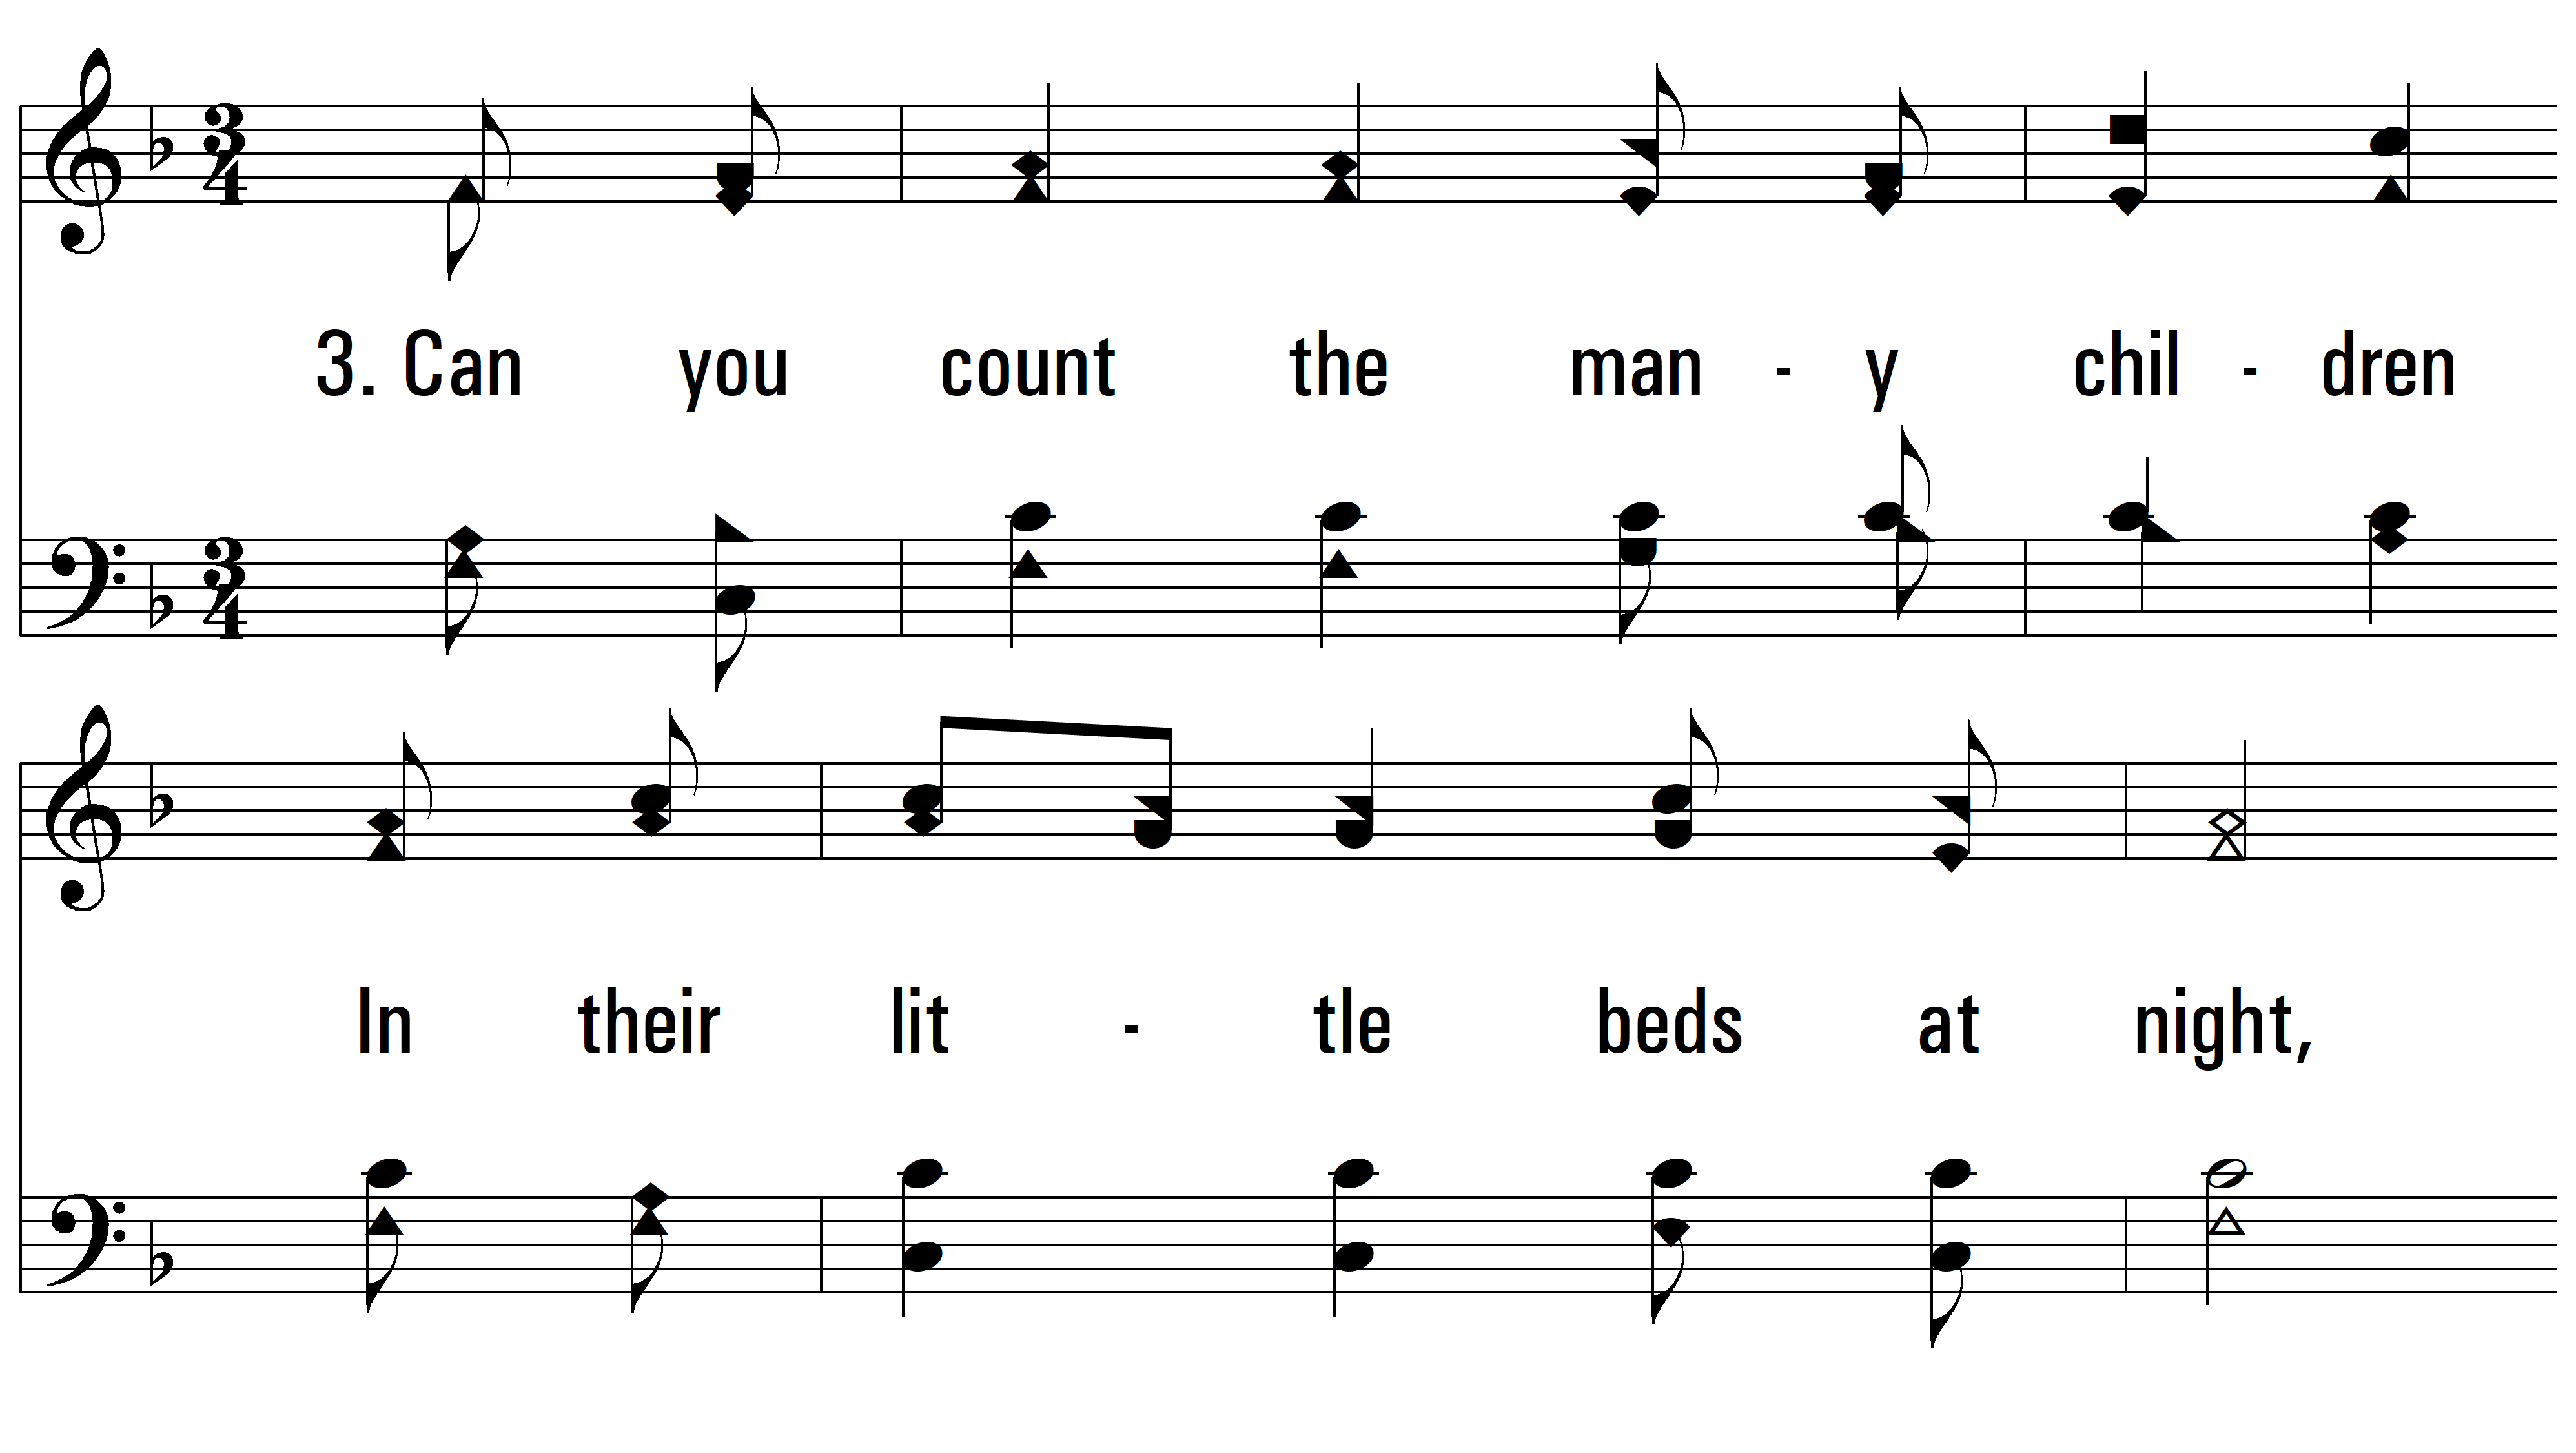 3. Can you count the man - y chil - dren
In their lit - tle beds at night,